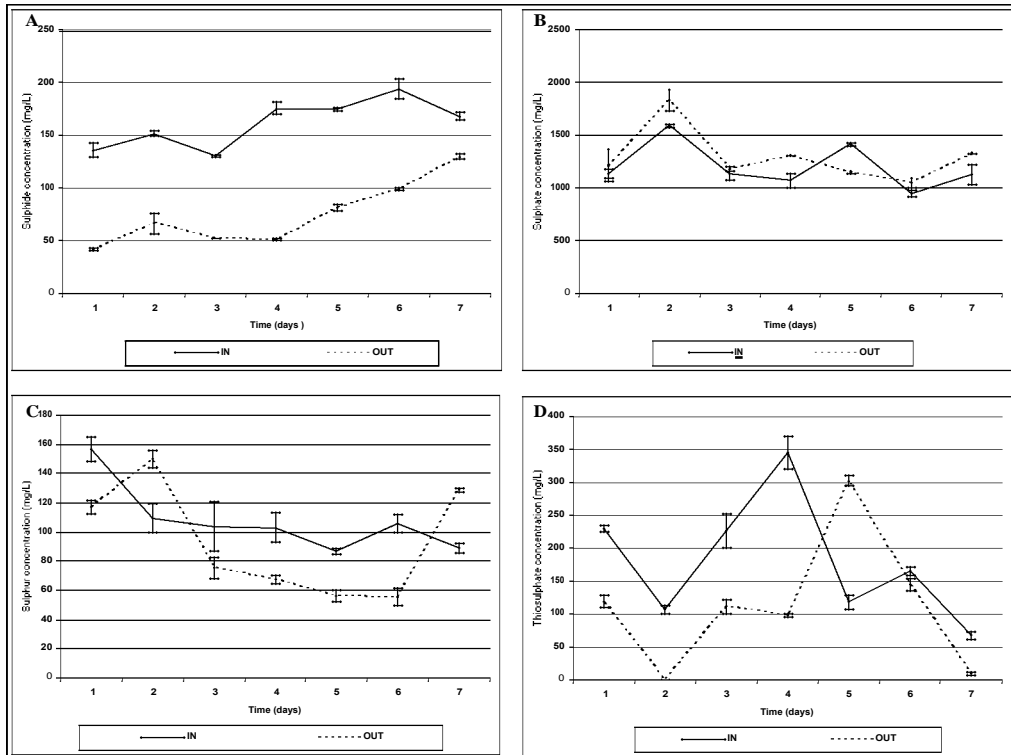 A
Sulphide concentration (mg/L)
250
200
150
100
50
0
1 2 3 4 5 6 7
Time (days )
IN OUT
B
Sulphate concentration (mg/L)
2500
2000
1500
1000
500
0
1 2 3 4 5 6 7
Time (days)
IN OUT
C
Sulphur concentration (mg/L)
180
160
140
120
100
80
60
40
20
0
1 2 3 4 5 6 7
Time (days)
IN OUT
D
Thiosulphate concentration (mg/L)
400
350
300
250
200
150
100
50
0
1 2 3 4 5 6 7
Time (days)
IN OUT